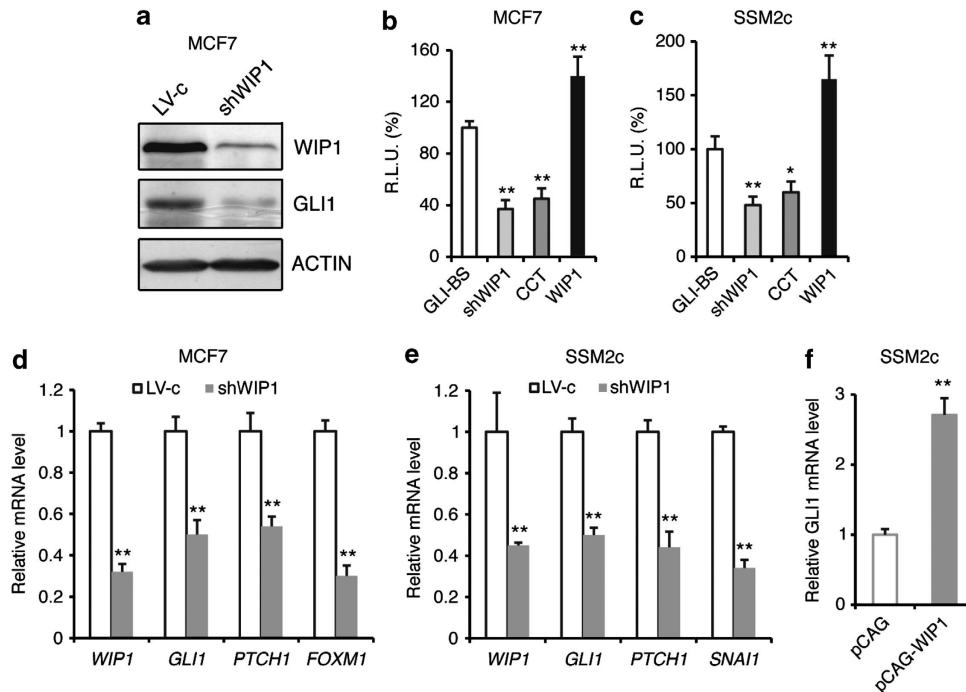 a
MCF7
LV-c
shWIP1
WIP1
GLI1
ACTIN
b
MCF7
R.L.U. (%)
160
120
80
40
0
**
**
**
GLI-BS
shWIP1
CCT
WIP1
c
SSM2c
R.L.U. (%)
200
150
100
50
0
**
*
**
GLI-BS
shWIP1
CCT
WIP1
d
MCF7
LV-c
shWIP1
Relative mRNA level
1.2
1
0.8
0.6
0.4
0.2
0
**
**
**
**
WIP1
GLI1
PTCH1
FOXM1
e
SSM2c
LV-c
shWIP1
Relative mRNA level
1.2
1
0.8
0.6
0.4
0.2
0
**
**
**
**
WIP1
GLI1
PTCH1
SNAI1
f
SSM2c
Relative GLI1 mRNA level
3
2
1
0
**
pCAG
pCAG-WIP1